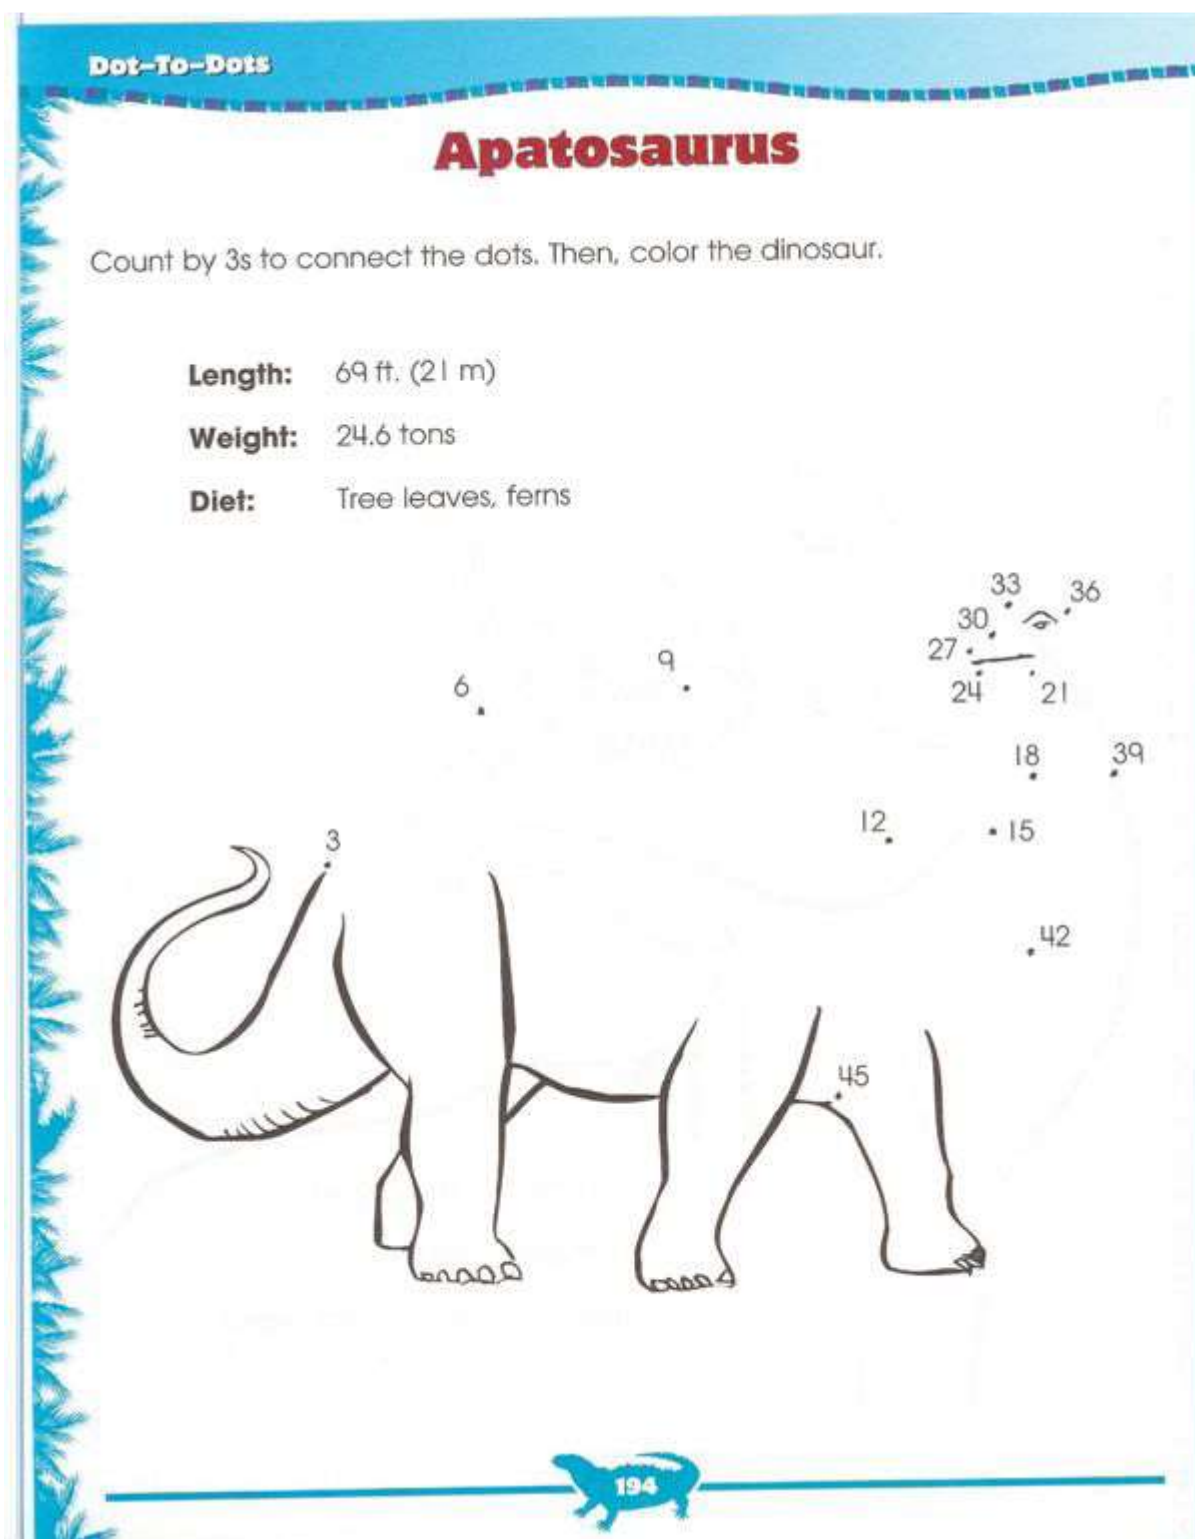 Dot-To-Dots
Apatosaurus
Count by 3s to connect the dots. Then, color the dinosaur.
Length: 69 ft. (21 m)
Weight: 24.6 tons
Diet: Tree leaves, ferns
33 36
30
27
9
6
24 21
18 39
12 15
3
42
45
194